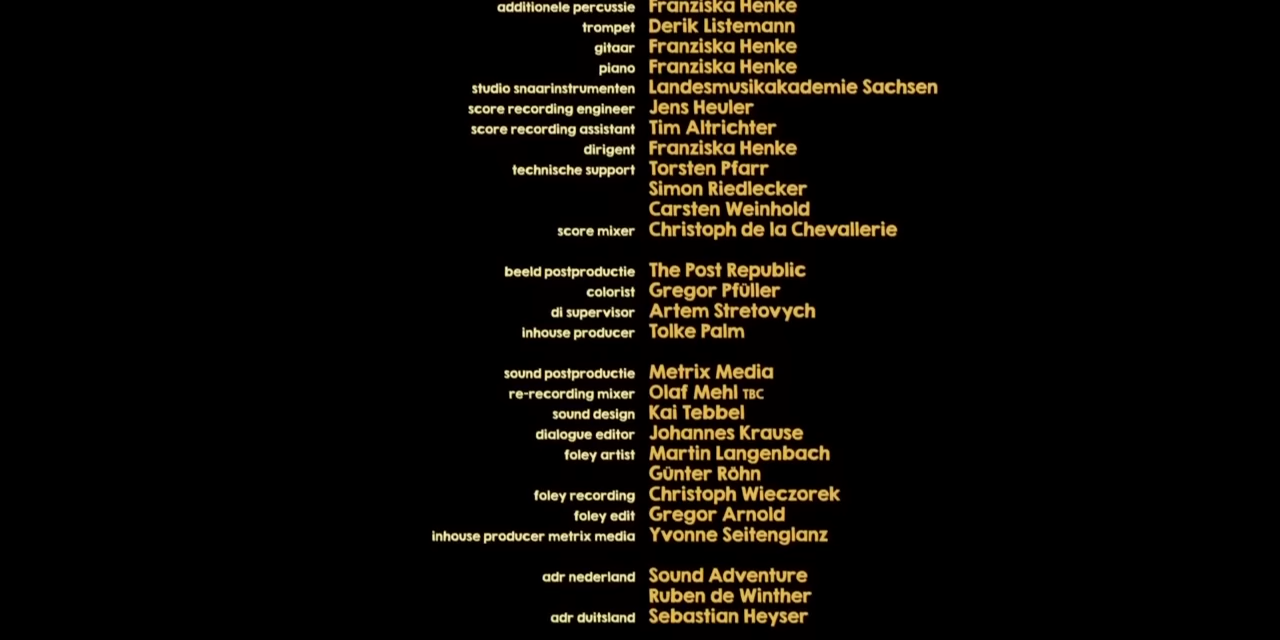 additionele percussie Franziska Henke
trompet Derik Listemann
gitaar Franziska Henke
piano Franziska Henke
studio snaarinstrumenten Landesmusikakademie Sachsen
score recording engineer Jens Heuler
score recording assistant Tim Altrichter
dirigent Franziska Henke
technische support Torsten Pfarr
Simon Riedlecker
Carsten Weinhold
score mixer Christoph de la Chevallerie
beeld postproductie The Post Republic
colorist Gregor Pfüller
di supervisor Artem Stretovych
inhouse producer Tolke Palm
sound postproductie Metrix Media
re-recording mixer Olaf Mehl TBC
sound design Kai Tebbel
dialogue editor Johannes Krause
foley artist Martin Langenbach
Günter Röhn
foley recording Christoph Wieczorek
foley edit Gregor Arnold
inhouse producer metrix media Yvonne Seitenglanz
adr nederland Sound Adventure
Ruben de Winther
adr duitsland Sebastian Heyser